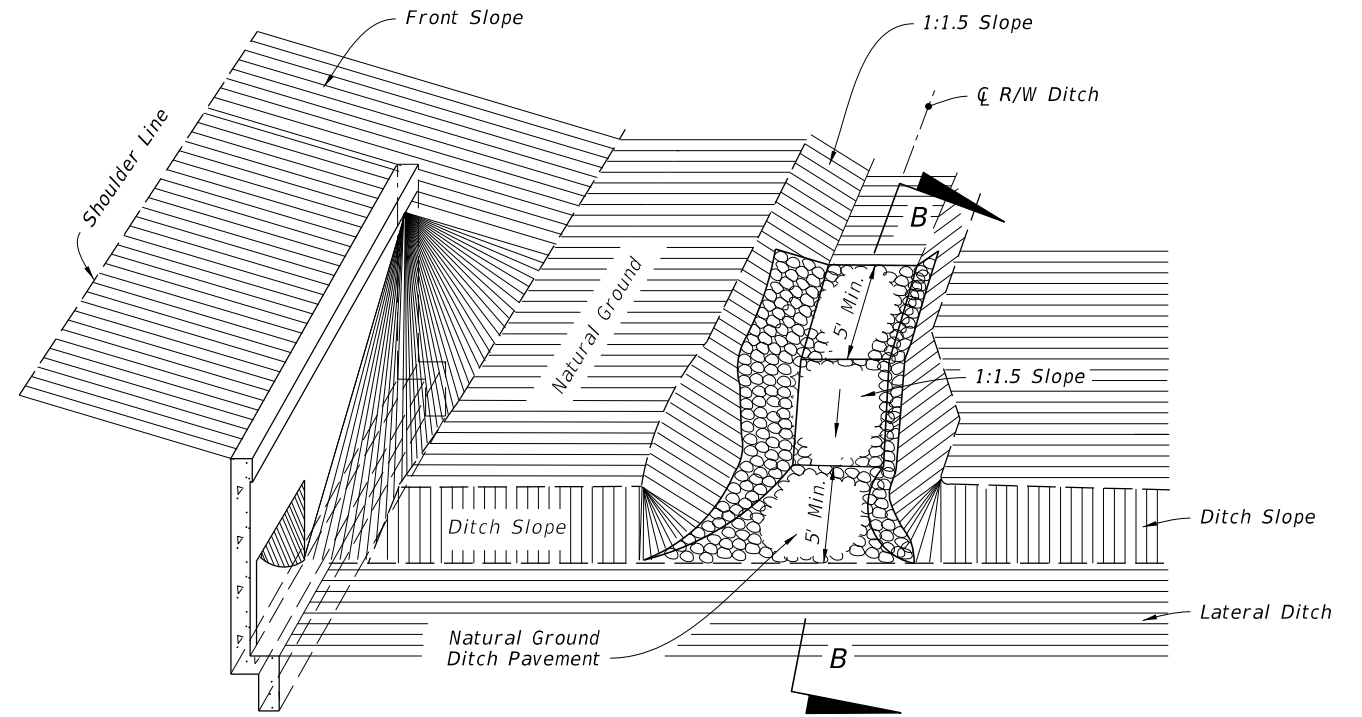 Front Slope
1:1.5 Slope
℄ R/W Ditch
Shoulder Line
B
Natural Ground
5' Min.
1:1.5 Slope
Ditch Slope
5' Min.
Ditch Slope
Lateral Ditch
Natural Ground
Ditch Pavement
B